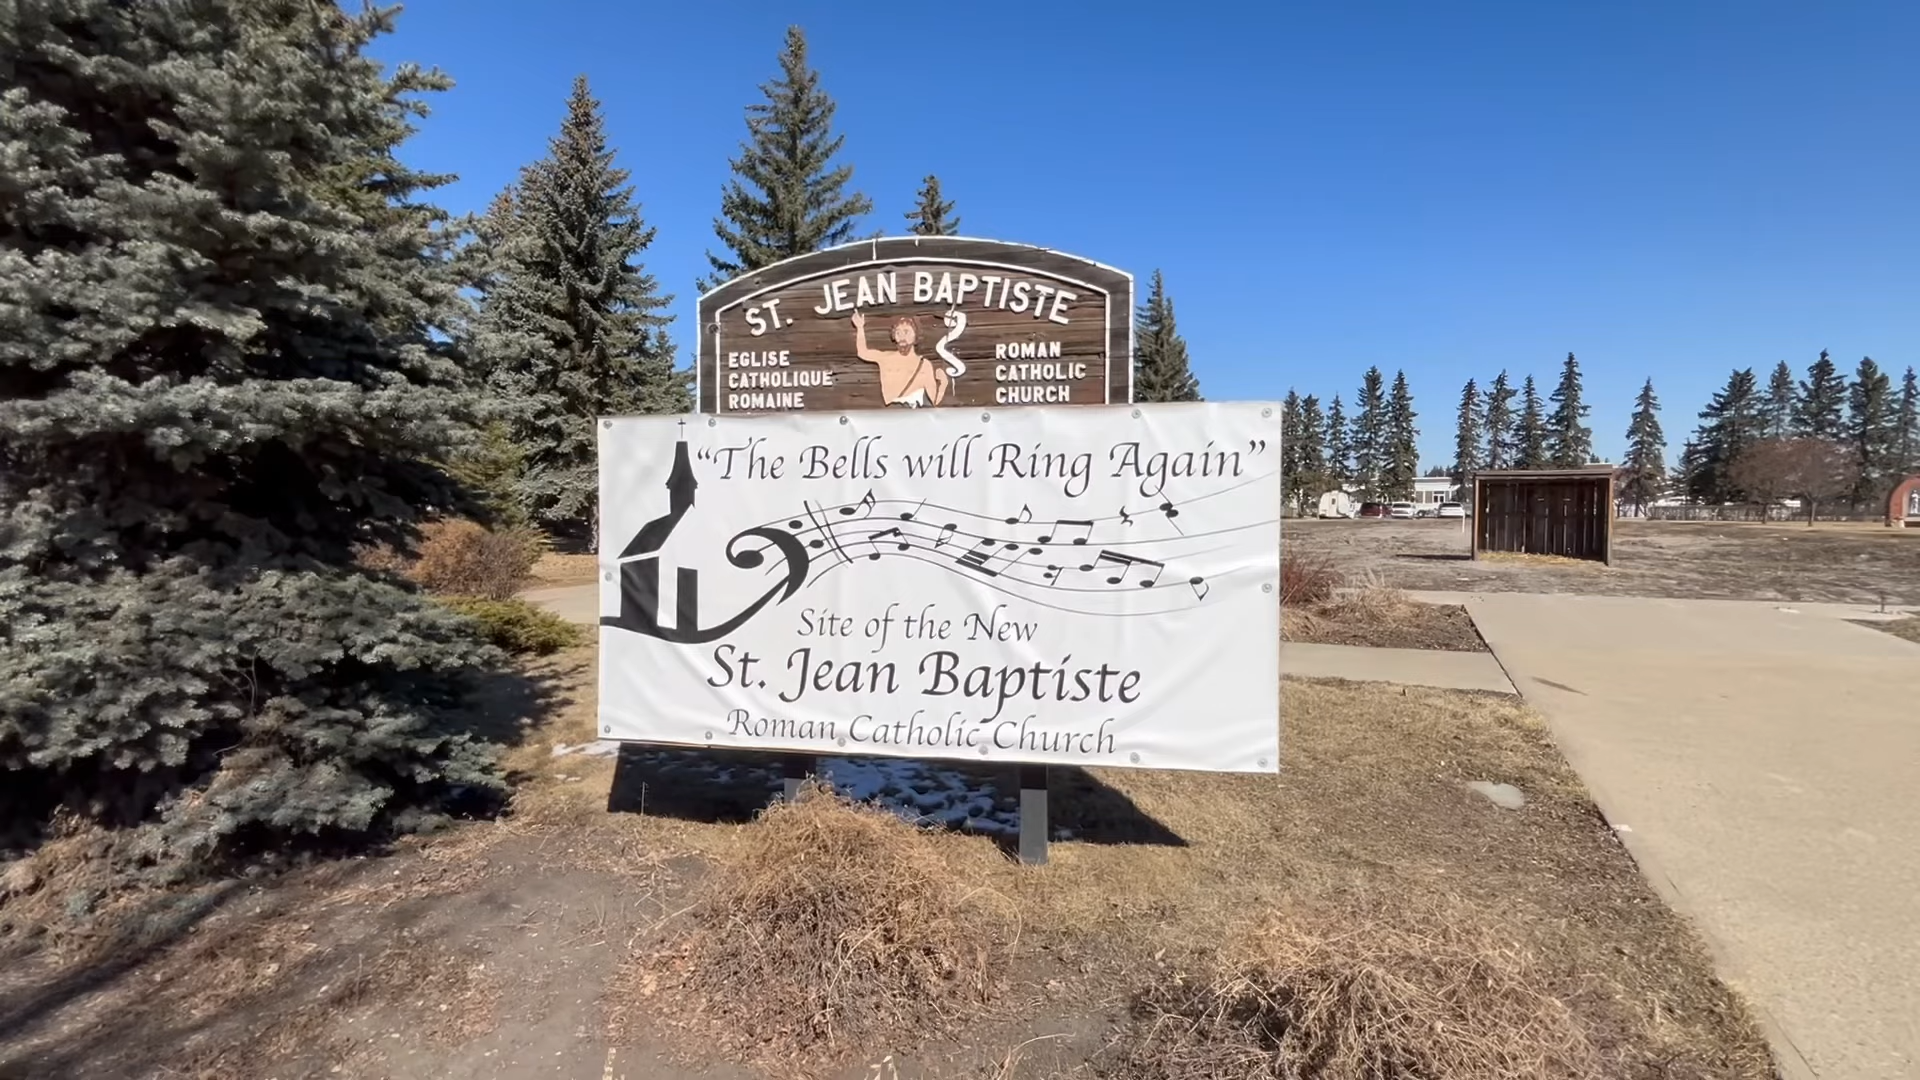 ST. JEAN BAPTISTE
EGLISE
CATHOLIQUE
ROMAINE
ROMAN
CATHOLIC
CHURCH
"The Bells will Ring Again"
Site of the New
St. Jean Baptiste
Roman Catholic Church